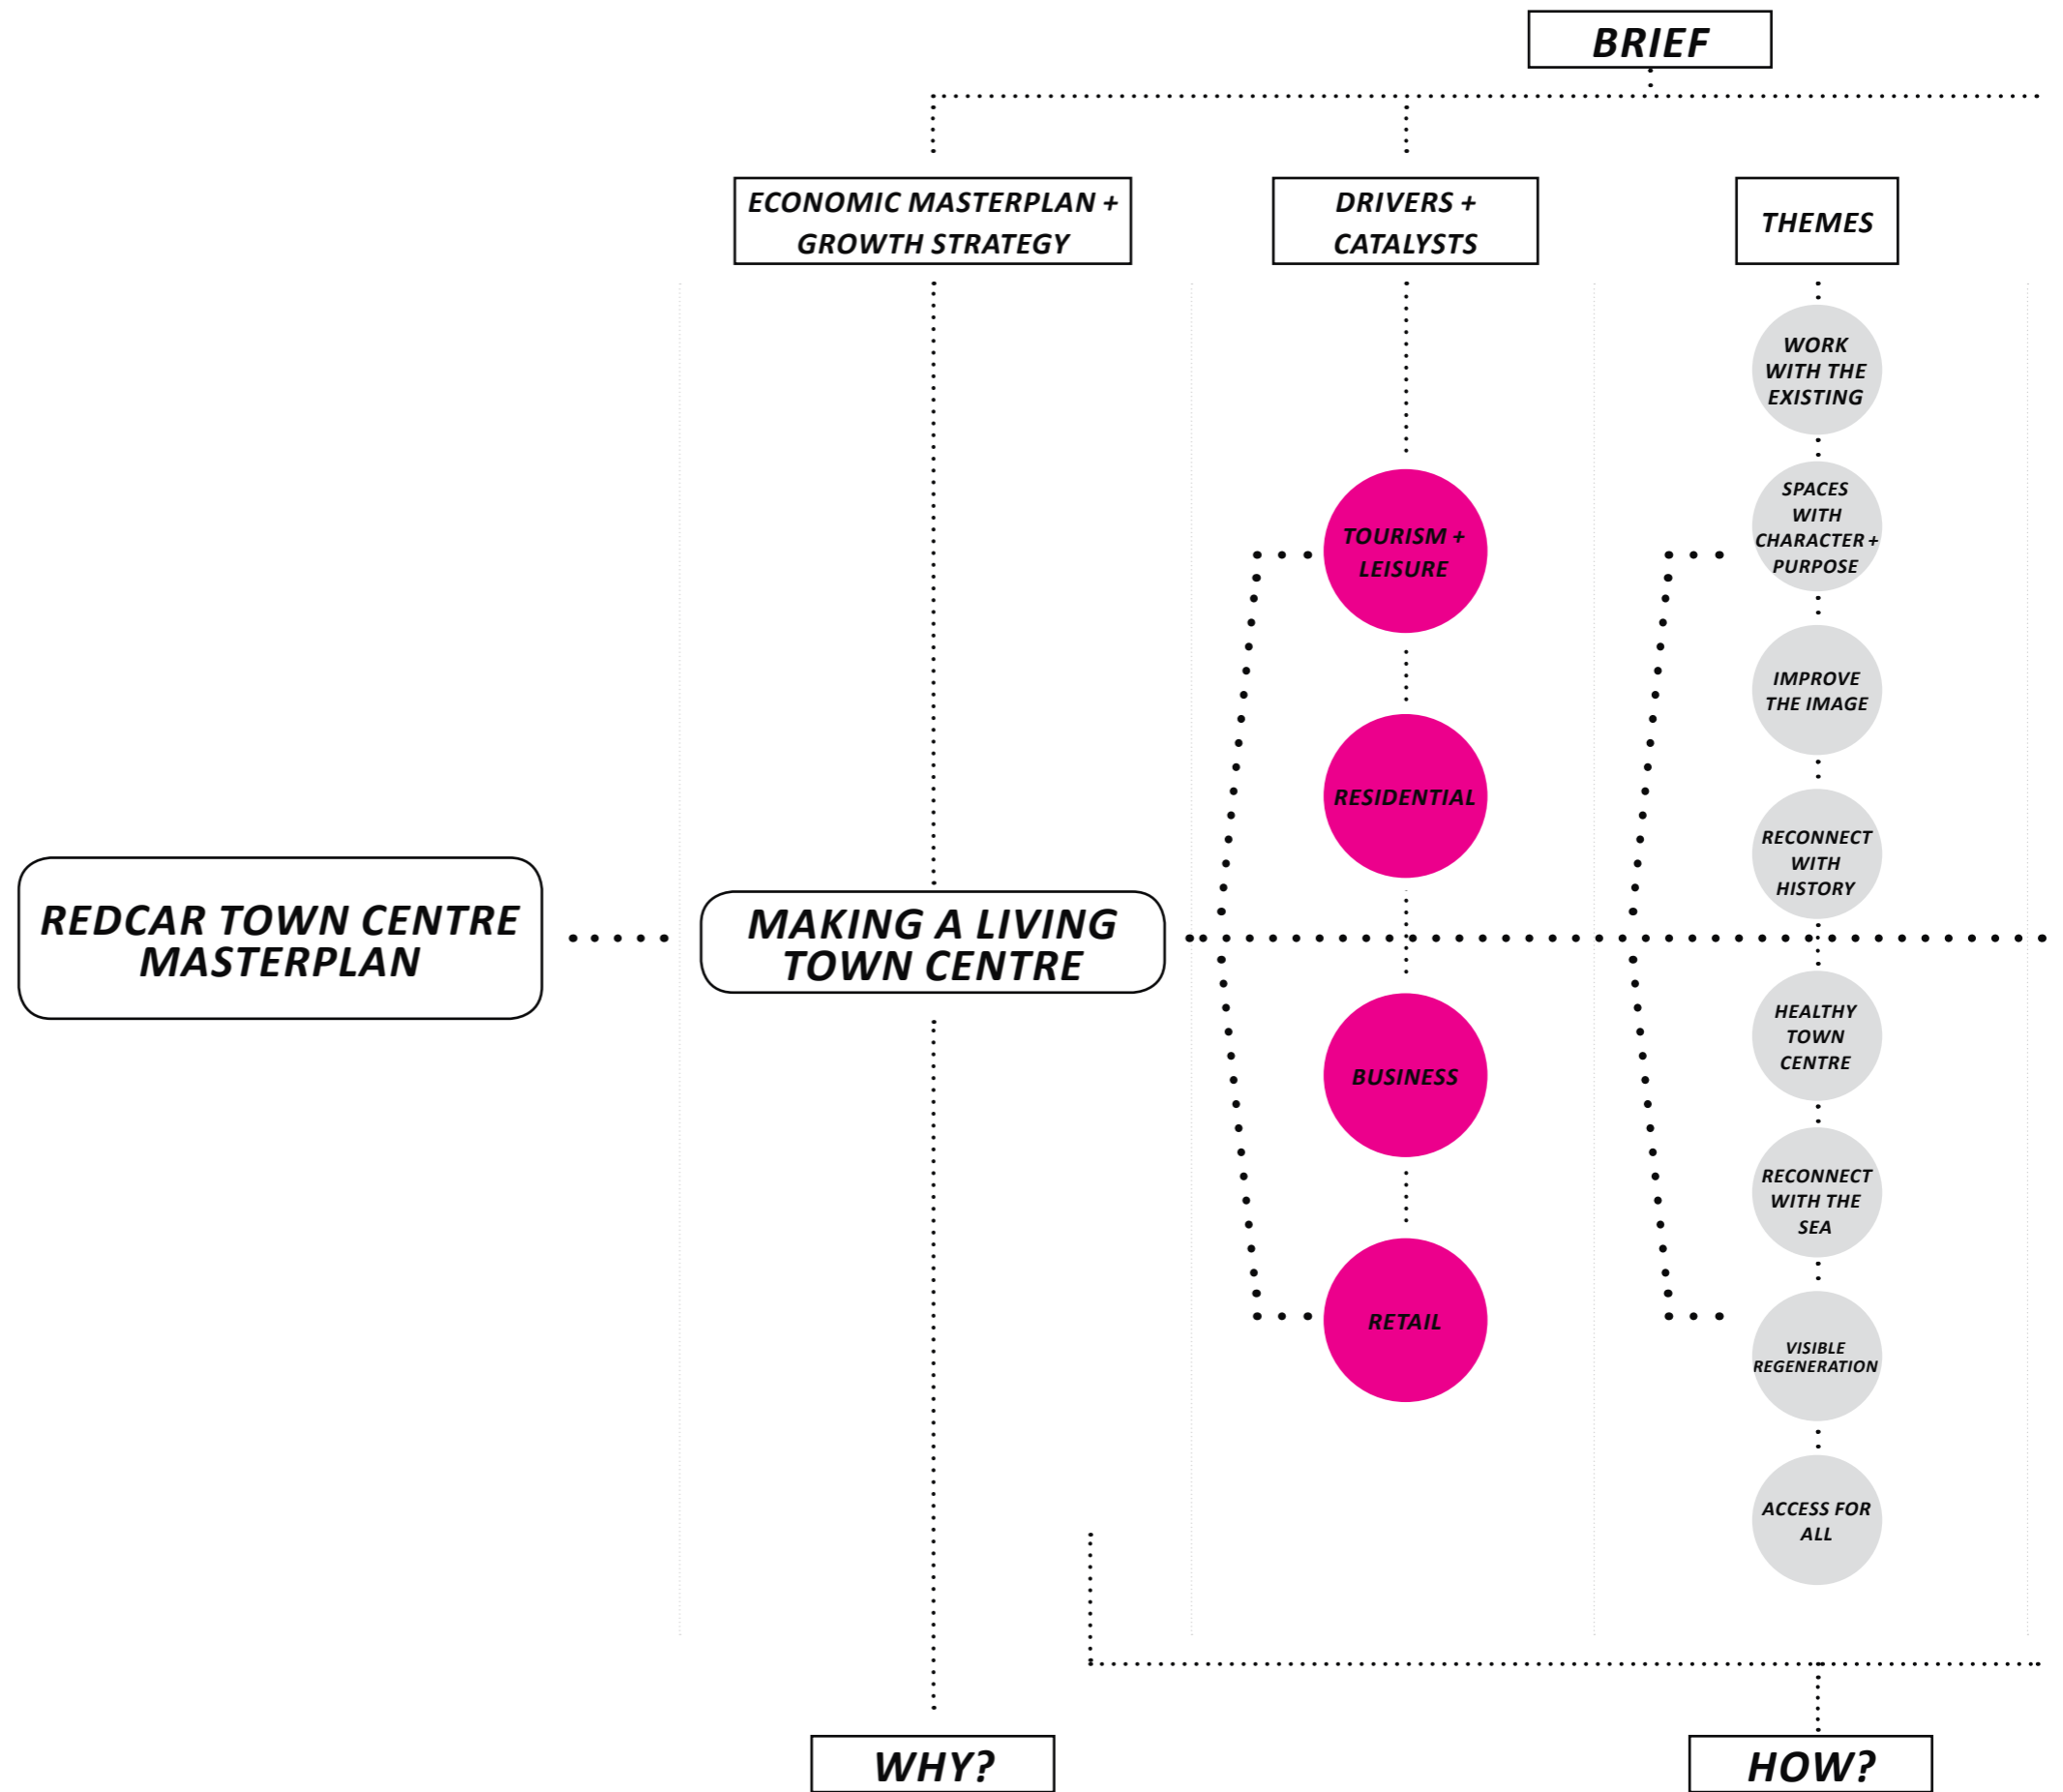 BRIEF
ECONOMIC MASTERPLAN +
GROWTH STRATEGY
DRIVERS +
CATALYSTS
THEMES
REDCAR TOWN CENTRE
MASTERPLAN
MAKING A LIVING
TOWN CENTRE
TOURISM +
LEISURE
RESIDENTIAL
BUSINESS
RETAIL
WORK
WITH THE
EXISTING
SPACES
WITH
CHARACTER +
PURPOSE
IMPROVE
THE IMAGE
RECONNECT
WITH
HISTORY
HEALTHY
TOWN
CENTRE
RECONNECT
WITH THE
SEA
VISIBLE
REGENERATION
ACCESS FOR
ALL
WHY?
HOW?